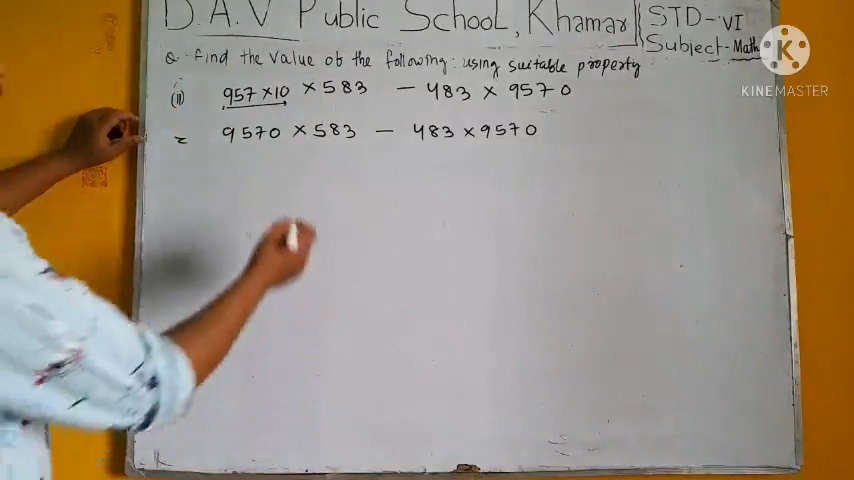 D.A.V Public School, Khamar STD-VI
Subject-Math
Q. Find the value of the following: using suitable property
(ii) 957 × 10 × 583 - 483 × 9570
= 9570 × 583 - 483 × 9570
K
KINEMASTER